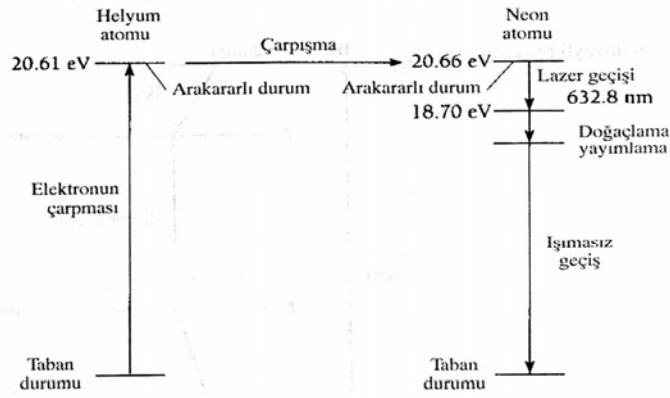 Helyum
atomu
Neon
atomu
Çarpışma
20.61 eV
20.66 eV
Arakararlı durum
Arakararlı durum
Lazer geçişi
632.8 nm
18.70 eV
Doğaçlama
yayımlama
Elektronun
çarpması
Işımasız
geçiş
Taban
durumu
Taban
durumu